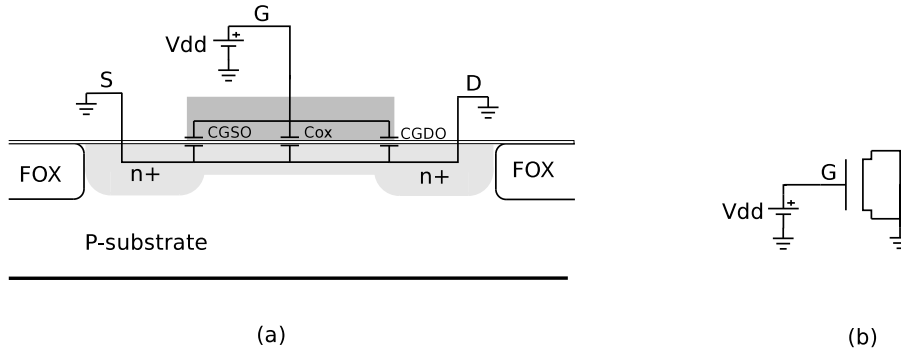 G
Vdd
+
S
D
CGSO
Cox
CGDO
FOX
n+
n+
FOX
P-substrate
G
Vdd
+
(a)
(b)